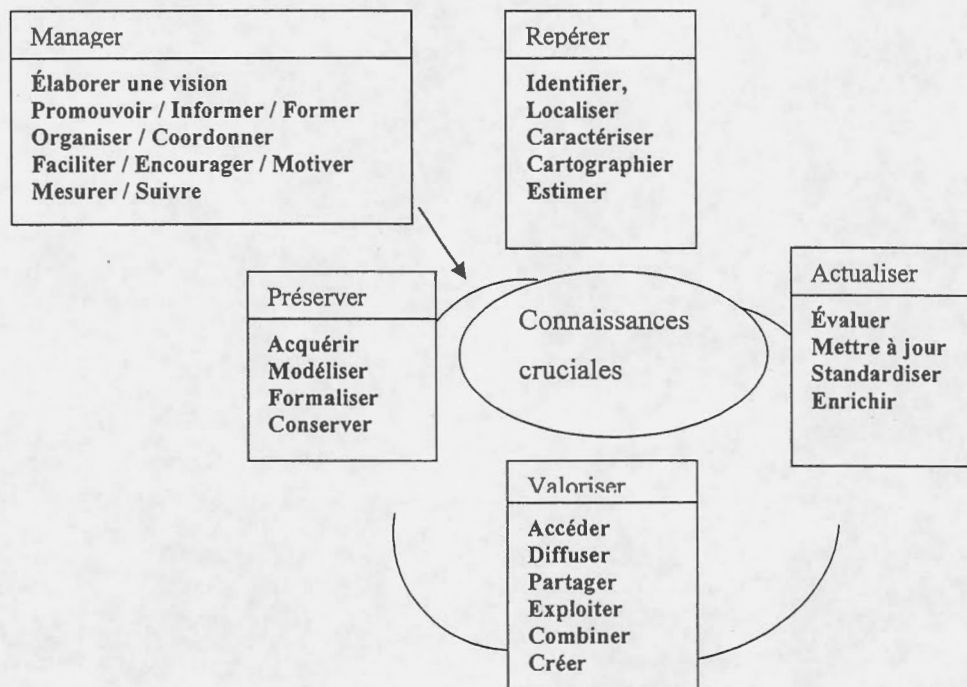 Manager
Élaborer une vision
Promouvoir / Informer / Former
Organiser / Coordonner
Faciliter / Encourager / Motiver
Mesurer / Suivre
Repérer
Identifier,
Localiser
Caractériser
Cartographier
Estimer
Préserver
Acquérir
Modéliser
Formaliser
Conserver
Connaissances
cruciales
Actualiser
Évaluer
Mettre à jour
Standardiser
Enrichir
Valoriser
Accéder
Diffuser
Partager
Exploiter
Combiner
Créer